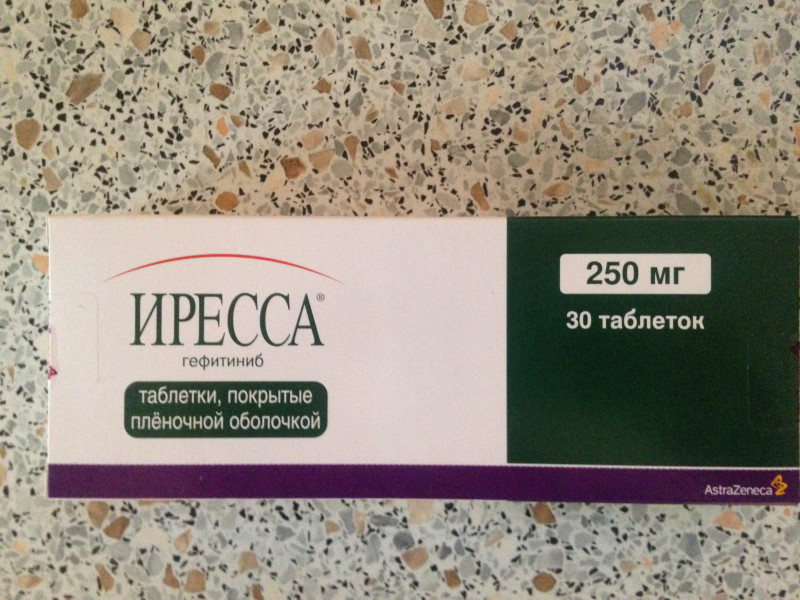 ИРЕССА®
гефитиниб
таблетки, покрытые
плёночной оболочкой
250 мг
30 таблеток
AstraZeneca